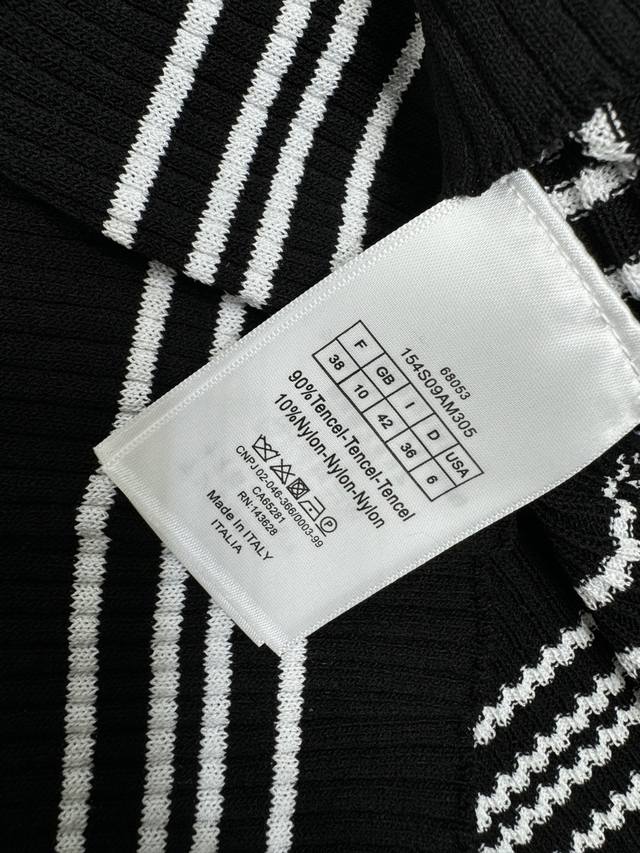 68053
154S09AM305
F GB I D USA
38 10 42 36 6
90%Tencel-Tencel-Tencel
10%Nylon-Nylon-Nylon
P
CNPJ 02-046-366/0003-99
CA65281
RN:143628
Made In ITALY
ITALIA